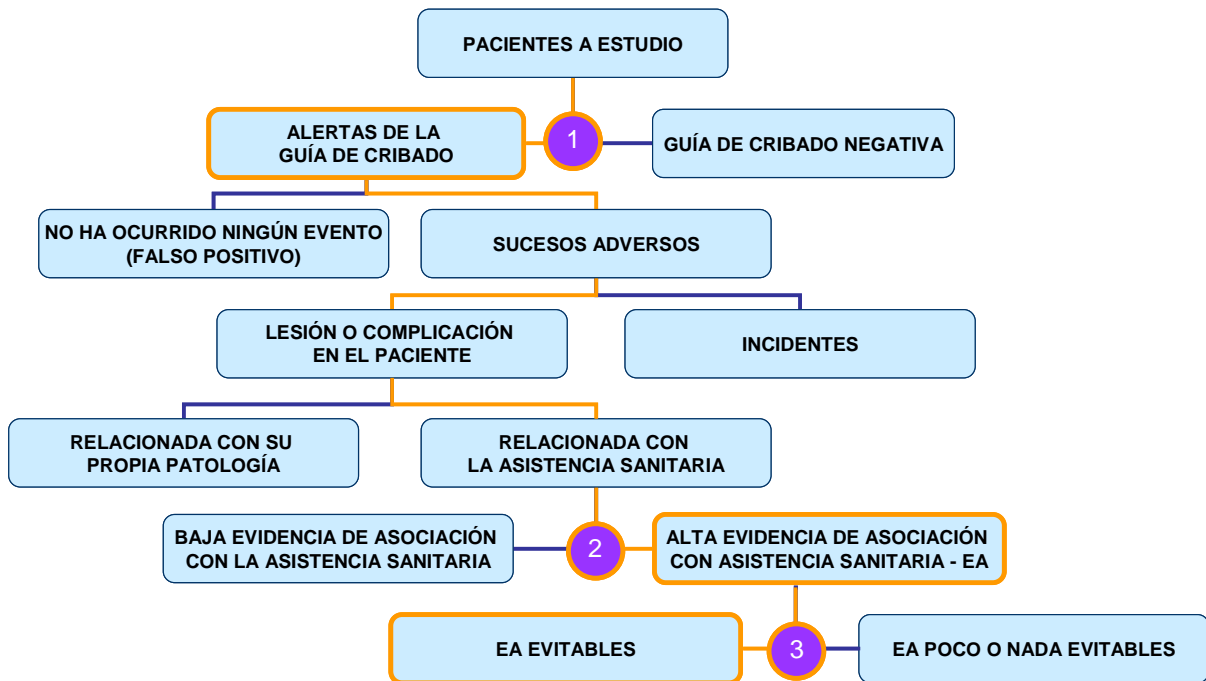 PACIENTES A ESTUDIO
ALERTAS DE LA
GUÍA DE CRIBADO
1
GUÍA DE CRIBADO NEGATIVA
NO HA OCURRIDO NINGÚN EVENTO
(FALSO POSITIVO)
SUCESOS ADVERSOS
LESIÓN O COMPLICACIÓN
EN EL PACIENTE
INCIDENTES
RELACIONADA CON SU
PROPIA PATOLOGÍA
RELACIONADA CON
LA ASISTENCIA SANITARIA
BAJA EVIDENCIA DE ASOCIACIÓN
CON LA ASISTENCIA SANITARIA
2
ALTA EVIDENCIA DE ASOCIACIÓN
CON ASISTENCIA SANITARIA - EA
EA EVITABLES
3
EA POCO O NADA EVITABLES